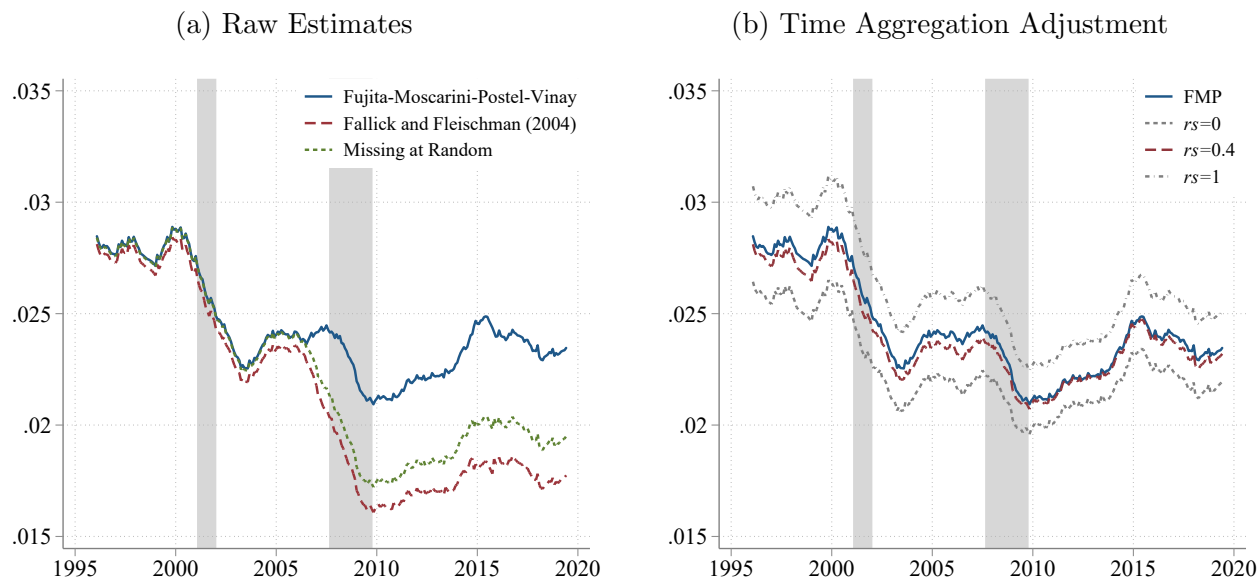 (a) Raw Estimates
.035
.03
.025
.02
.015
1995 2000 2005 2010 2015 2020
Fujita-Moscarini-Postel-Vinay
Fallick and Fleischman (2004)
Missing at Random
(b) Time Aggregation Adjustment
.035
.03
.025
.02
.015
1995 2000 2005 2010 2015 2020
FMP
rs=0
rs=0.4
rs=1